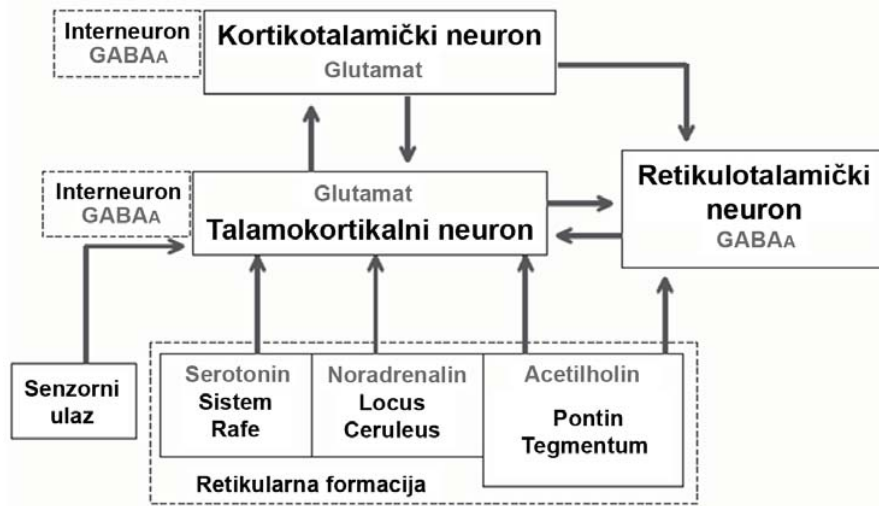 Interneuron
GABAA
Kortikotalamički neuron
Glutamat
Interneuron
GABAA
Glutamat
Talamokortikalni neuron
Retikulotalamički
neuron
GABAA
Senzorni
ulaz
Serotonin
Sistem
Rafe
Noradrenalin
Locus
Ceruleus
Acetilholin
Pontin
Tegmentum
Retikularna formacija